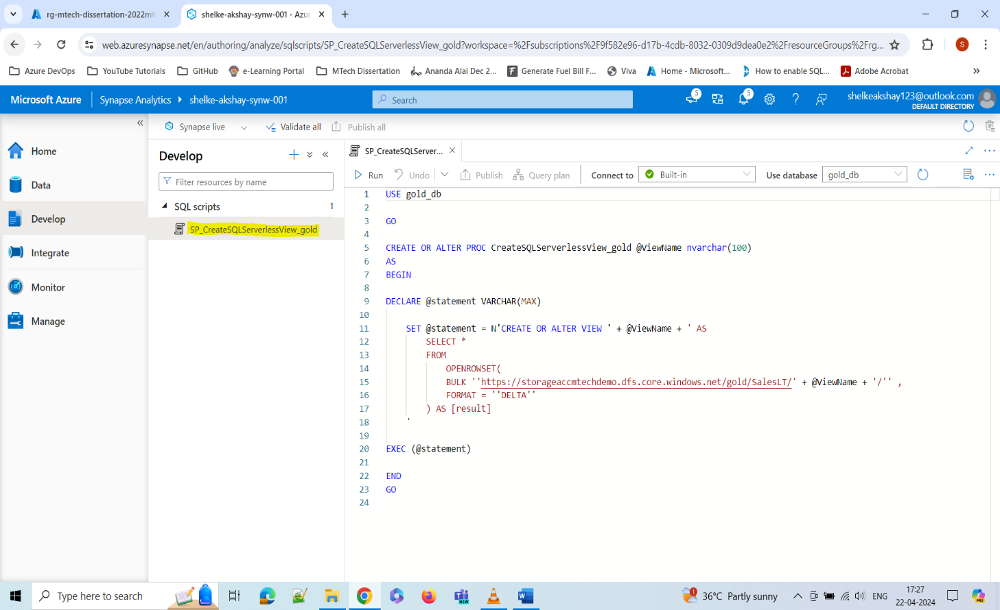 rg-mtech-dissertation-2022mt
shelke-akshay-synw-001 - Azur
web.azuresynapse.net/en/authoring/analyze/sqlscripts/SP_CreateSQLServerlessView_gold?workspace=%2Fsubscriptions%2F9f582e96-d17b-4cdb-8032-0309d9dea0e2%2FresourceGroups%2Frg...
S
Azure DevOps YouTube Tutorials GitHub e-Learning Portal MTech Dissertation Ananda Alai Dec 2... Generate Fuel Bill F... Viva Home - Microsoft... How to enable SQL... Adobe Acrobat
Microsoft Azure Synapse Analytics shelke-akshay-synw-001 Search 5 5 shelkeakshay123@outlook.com
DEFAULT DIRECTORY
Synapse live Validate all Publish all
Home
Data
Develop
Integrate
Monitor
Manage
Develop
Filter resources by name
SQL scripts 1
SP_CreateSQLServerlessView_gold
SP_CreateSQLServer...
Run Undo Publish Query plan Connect to Built-in Use database gold_db
1 USE gold_db
2
3 GO
4
5 CREATE OR ALTER PROC CreateSQLServerlessView_gold @ViewName nvarchar(100)
6 AS
7 BEGIN
8
9 DECLARE @statement VARCHAR(MAX)
10
11 SET @statement = N'CREATE OR ALTER VIEW ' + @ViewName + ' AS
12 SELECT *
13 FROM
14 OPENROWSET(
15 BULK ''https://storageaccmtechdemo.dfs.core.windows.net/gold/SalesLT/' + @ViewName + '/'' ,
16 FORMAT = ''DELTA''
17 ) AS [result]
18 '
19
20 EXEC (@statement)
21
22 END
23 GO
24
Type here to search
NEW
1 36°C Partly sunny
ENG
17:27
22-04-2024
PRE